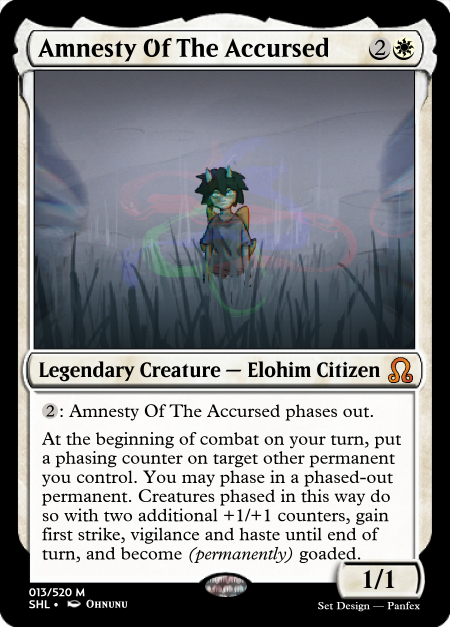 Amnesty Of The Accursed 2
Legendary Creature — Elohim Citizen
2: Amnesty Of The Accursed phases out.
At the beginning of combat on your turn, put
a phasing counter on target other permanent
you control. You may phase in a phased-out
permanent. Creatures phased in this way do
so with two additional +1/+1 counters, gain
first strike, vigilance and haste until end of
turn, and become (permanently) goaded.
1/1
013/520 M
SHL • Ohnunu
Set Design — Panfex